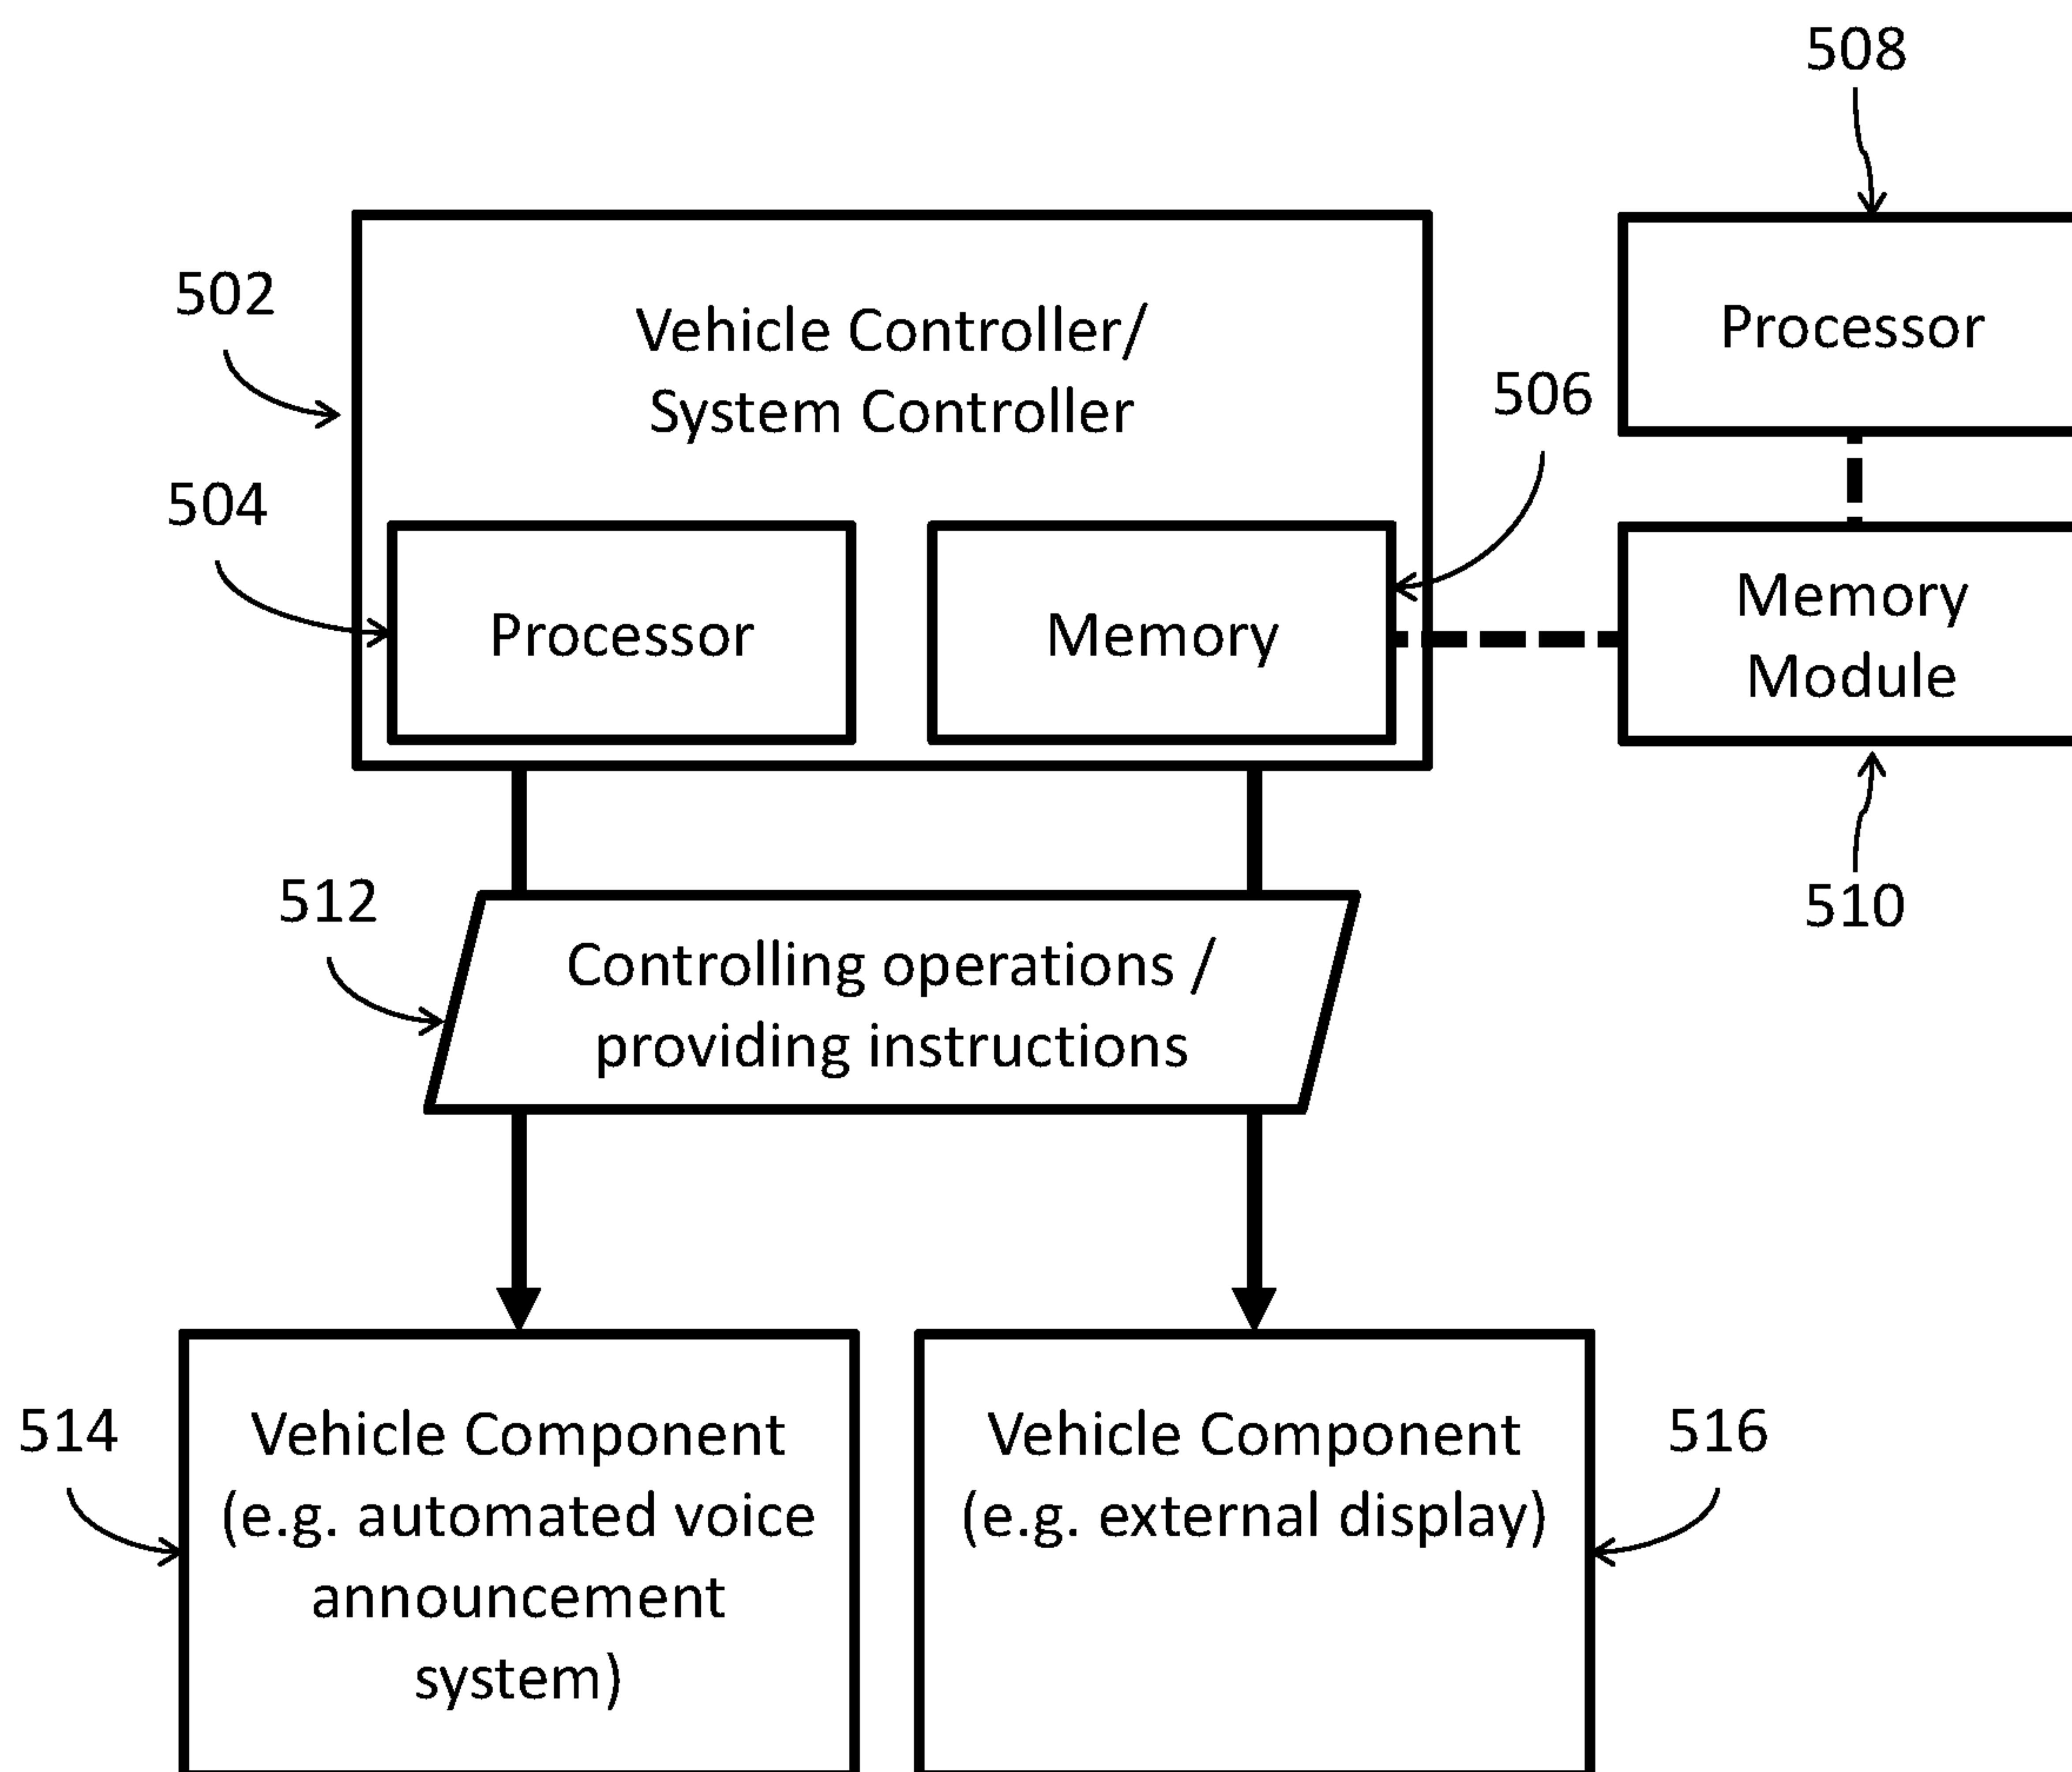 508
502
Vehicle Controller/
System Controller
Processor
506
504
Processor
Memory
Memory
Module
512
Controlling operations /
providing instructions
510
514
Vehicle Component
(e.g. automated voice
announcement
system)
Vehicle Component
(e.g. external display)
516